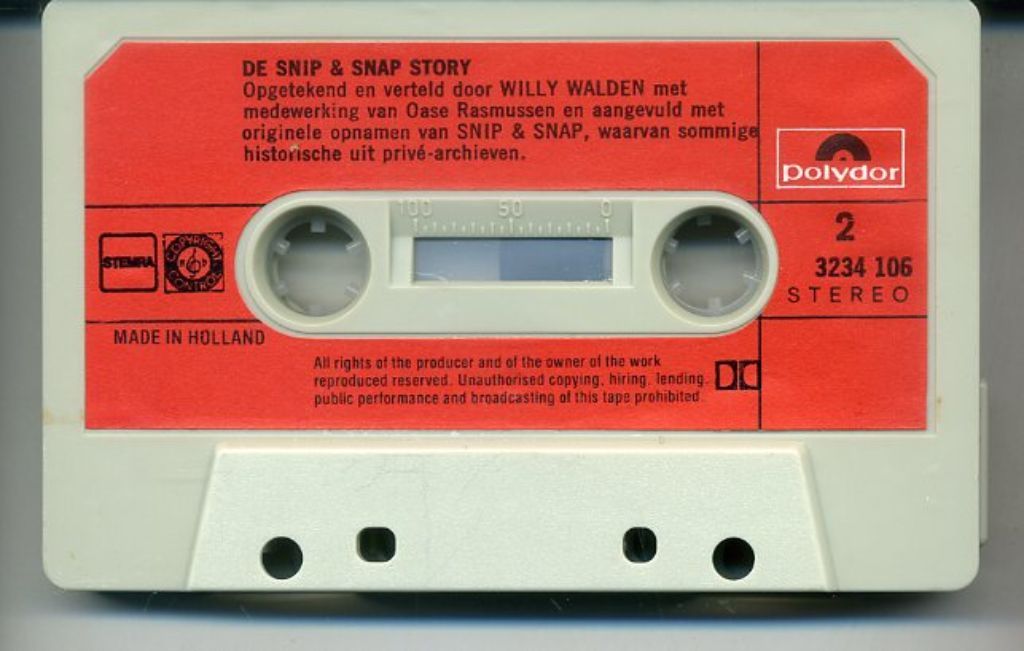 DE SNIP & SNAP STORY
Opgetekend en verteld door WILLY WALDEN met
medewerking van Oase Rasmussen en aangevuld met
originele opnamen van SNIP & SNAP, waarvan sommige
historische uit privé-archieven.
polydor
100 50 0
2
3234 106
STEREO
STEMRA
COPYRIGHT
CONTROL
MADE IN HOLLAND
All rights of the producer and of the owner of the work
reproduced reserved. Unauthorised copying, hiring, lending,
public performance and broadcasting of this tape prohibited.